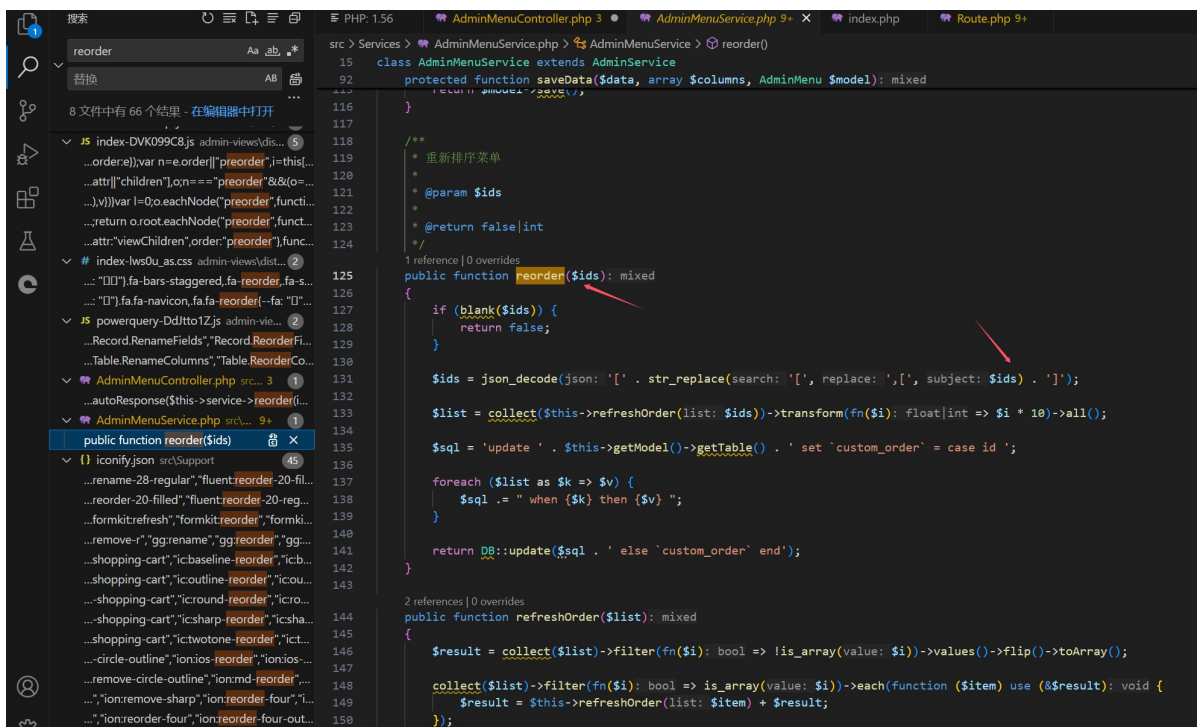 搜索
reorder
Aa ab *
替换
AB
8 文件中有 66 个结果 - 在编辑器中打开
JS index-DVK099C8.js admin-views\dis... 5
...order:e});var n=e.order||"preorder",i=this[...
...attr||"children"],o;n==="preorder"&&(o=...
...),v}})var l=0;o.eachNode("preorder",functi...
...;return o.root.eachNode("preorder",funct...
...attr:"viewChildren",order:"preorder"},func...
# index-lws0u_as.css admin-views\dist... 2
...: "▯▯"}.fa-bars-staggered,.fa-reorder,.fa-s...
...: "▯"}.fa.fa-navicon,.fa.fa-reorder{--fa: "▯"...
JS powerquery-DdJtto1Z.js admin-vie... 2
...Record.RenameFields","Record.ReorderFi...
...Table.RenameColumns","Table.ReorderCo...
AdminMenuController.php src... 3 1
...autoResponse($this->service->reorder(i...
AdminMenuService.php src\... 9+ 1
public function reorder($ids)
{} iconify.json src\Support 45
...rename-28-regular","fluent:reorder-20-fil...
...reorder-20-filled","fluent:reorder-20-reg...
...formkit:refresh","formkit:reorder","formki...
...remove-r","gg:rename","gg:reorder","gg:...
...shopping-cart","ic:baseline-reorder","ic:b...
...shopping-cart","ic:outline-reorder","ic:ou...
...-shopping-cart","ic:round-reorder","ic:ro...
...-shopping-cart","ic:sharp-reorder","ic:sha...
...shopping-cart","ic:twotone-reorder","ic:t...
...-circle-outline","ion:ios-reorder","ion:ios-...
...remove-circle-outline","ion:md-reorder",...
...","ion:remove-sharp","ion:reorder-four","i...
...","ion:reorder-four","ion:reorder-four-out...
PHP: 1.56 AdminMenuController.php 3 AdminMenuService.php 9+ index.php Route.php 9+
src > Services > AdminMenuService.php > AdminMenuService > reorder()
15 class AdminMenuService extends AdminService
92 protected function saveData($data, array $columns, AdminMenu $model): mixed
115 return $model->save();
116 }
117
118 /**
119 * 重新排序菜单
120 *
121 * @param $ids
122 *
123 * @return false|int
124 */
1 reference | 0 overrides
125 public function reorder($ids): mixed
126 {
127 if (blank($ids)) {
128 return false;
129 }
130
131 $ids = json_decode(json: '[' . str_replace(search: '[', replace: ',[', subject: $ids) . ']');
132
133 $list = collect($this->refreshOrder(list: $ids))->transform(fn($i): float|int => $i * 10)->all();
134
135 $sql = 'update ' . $this->getModel()->getTable() . ' set `custom_order` = case id ';
136
137 foreach ($list as $k => $v) {
138 $sql .= " when {$k} then {$v} ";
139 }
140
141 return DB::update($sql . ' else `custom_order` end');
142 }
143
2 references | 0 overrides
144 public function refreshOrder($list): mixed
145 {
146 $result = collect($list)->filter(fn($i): bool => !is_array(value: $i))->values()->flip()->toArray();
147
148 collect($list)->filter(fn($i): bool => is_array(value: $i))->each(function ($item) use (&$result): void {
149 $result = $this->refreshOrder(list: $item) + $result;
150 });